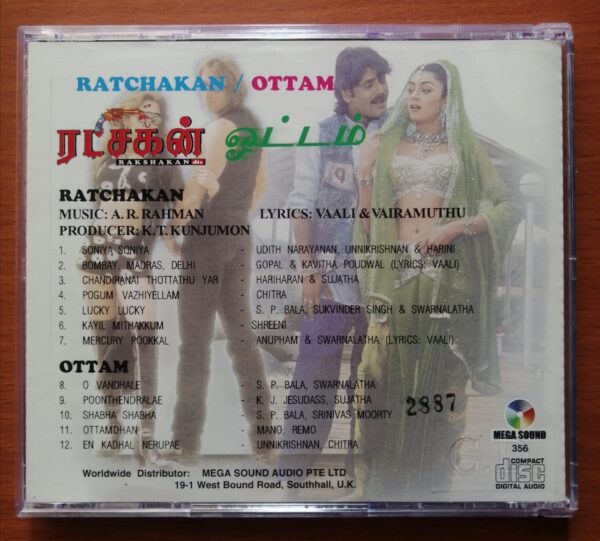 RATCHAKAN / OTTAM
ரட்சகன் ஓட்டம்
RAKSHAKAN
RATCHAKAN
MUSIC: A. R. RAHMAN LYRICS: VAALI & VAIRAMUTHU
PRODUCER: K.T. KUNJUMON
1. SONIYA SONIYA - UDITH NARAYANAN, UNNIKRISHNAN & HARINI
2. BOMBAY, MADRAS, DELHI - GOPAL & KAVITHA POUDWAL (LYRICS: VAALI)
3. CHANDIRANAI THOTTATHU YAR - HARIHARAN & SUJATHA
4. POGUM VAZHIYELLAM - CHITRA
5. LUCKY LUCKY - S. P. BALA, SUKVINDER SINGH & SWARNALATHA
6. KAYIL MITHAKKUM - SHREENI
7. MERCURY POOKKAL - ANUPHAM & SWARNALATHA (LYRICS: VAALI)
OTTAM
8. O VANDHALE - S. P. BALA, SWARNALATHA
9. POONTHENDRALAE - K. J. JESUDASS, SUJATHA
10. SHABHA SHABHA - S. P. BALA, SRINIVAS MOORTY
11. OTTAMDHAN - MANO, REMO
12. EN KADHAL NERUPAE - UNNIKRISHNAN, CHITRA
2887
MEGA SOUND
356
COMPACT
disc
DIGITAL AUDIO
Worldwide Distributor: MEGA SOUND AUDIO PTE LTD
19-1 West Bound Road, Southhall, U.K.